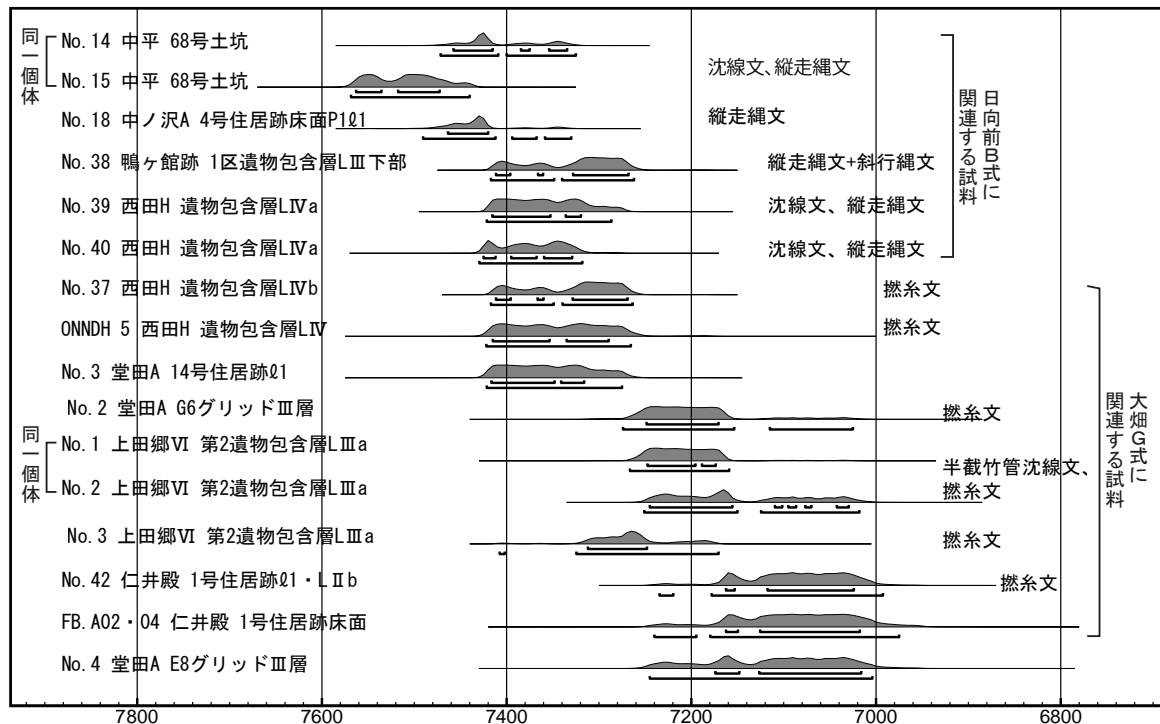 同一個体
No.14 中平 68号土坑
No.15 中平 68号土坑
沈線文、縦走縄文
No.18 中ノ沢A 4号住居跡床面P1ℓ1
縦走縄文
No.38 鴨ヶ館跡 1区遺物包含層LⅢ下部
縦走縄文+斜行縄文
No.39 西田H 遺物包含層LⅣa
沈線文、縦走縄文
No.40 西田H 遺物包含層LⅣa
沈線文、縦走縄文
日向前B式に
関連する試料
No.37 西田H 遺物包含層LⅣb
撚糸文
ONNDH 5 西田H 遺物包含層LⅣ
撚糸文
No.3 堂田A 14号住居跡ℓ1
No.2 堂田A G6グリッドⅢ層
撚糸文
同一個体
No.1 上田郷Ⅵ 第2遺物包含層LⅢa
半截竹管沈線文、
No.2 上田郷Ⅵ 第2遺物包含層LⅢa
撚糸文
No.3 上田郷Ⅵ 第2遺物包含層LⅢa
撚糸文
No.42 仁井殿 1号住居跡ℓ1・LⅡb
撚糸文
FB.A02・04 仁井殿 1号住居跡床面
No.4 堂田A E8グリッドⅢ層
大畑G式に
関連する試料
7800 7600 7400 7200 7000 6800